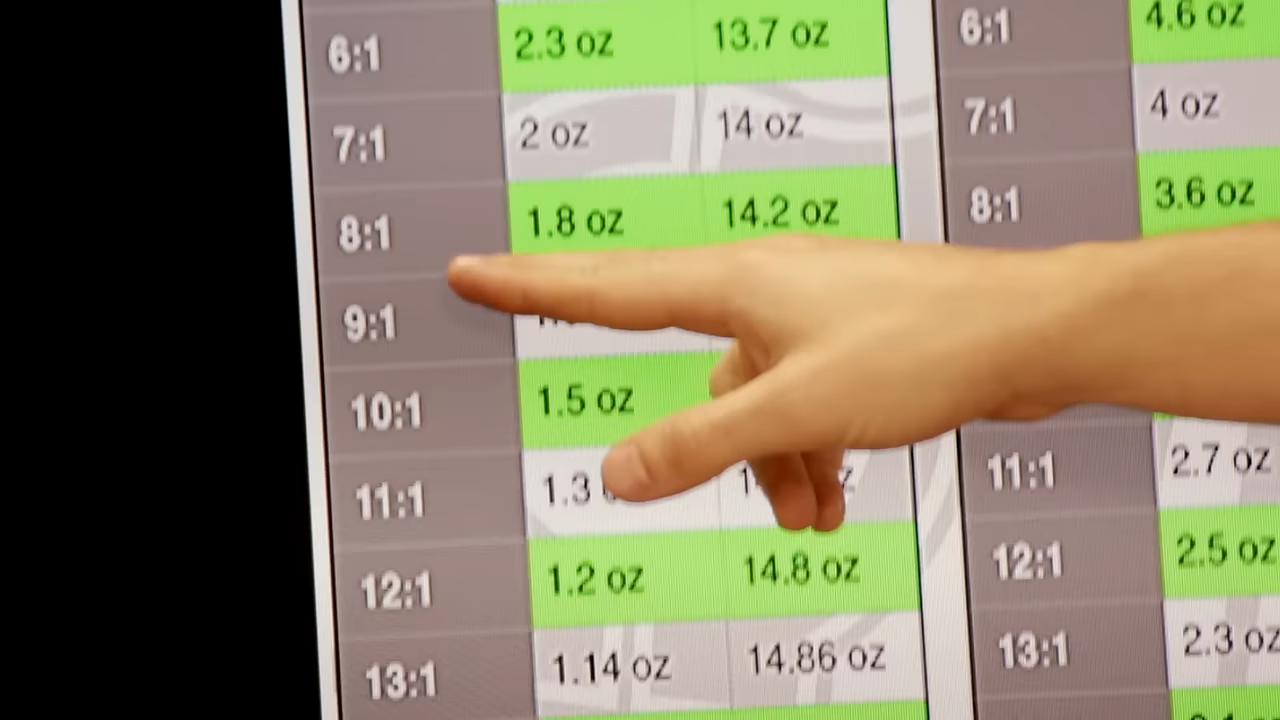 6:1 2.3 oz 13.7 oz 6:1 4.6 oz
7:1 2 oz 14 oz 7:1 4 oz
8:1 1.8 oz 14.2 oz 8:1 3.6 oz
9:1
10:1 1.5 oz
11:1 1.3 11:1 2.7 oz
12:1 1.2 oz 14.8 oz 12:1 2.5 oz
13:1 1.14 oz 14.86 oz 13:1 2.3 oz